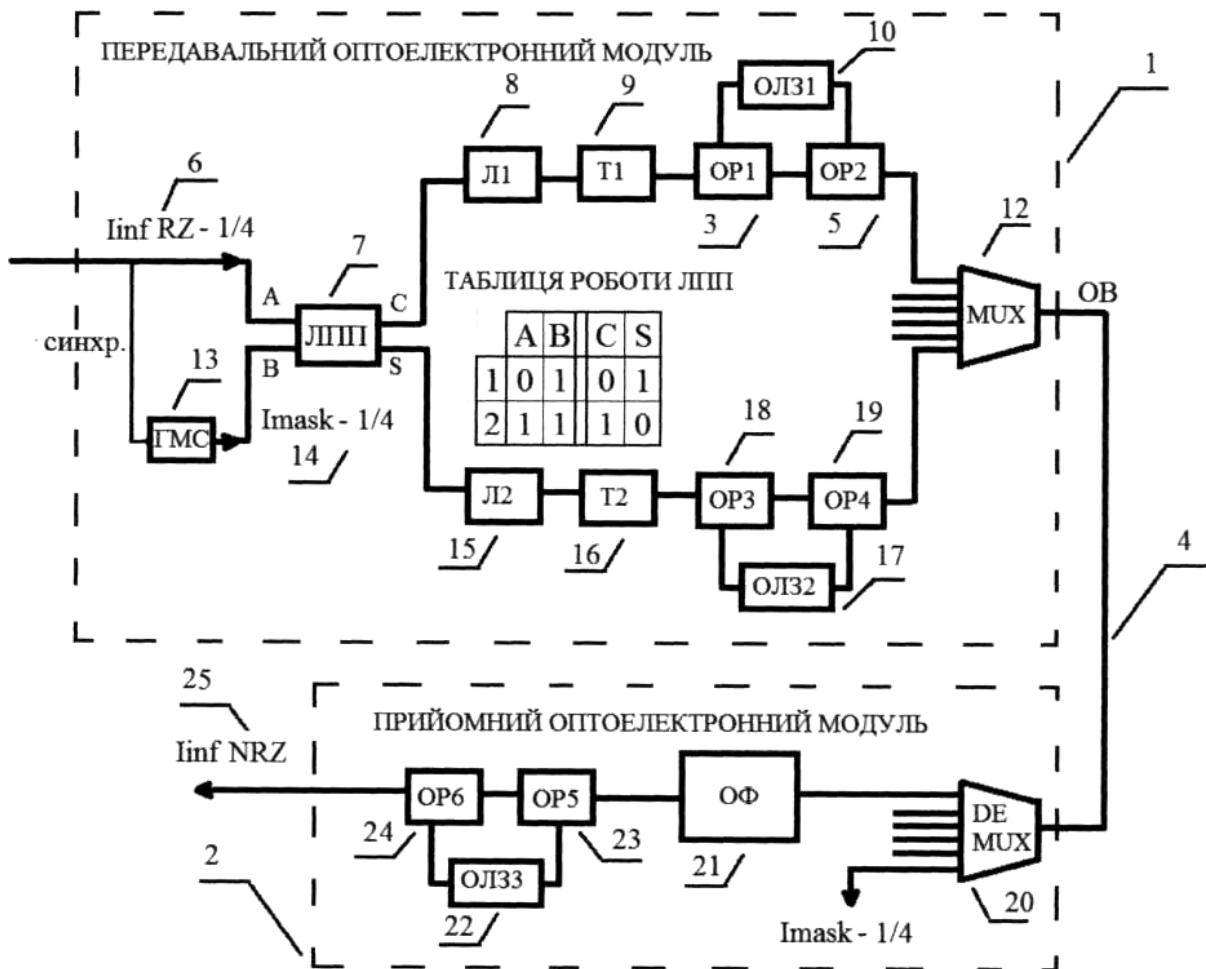 ПЕРЕДАВАЛЬНИЙ ОПТОЕЛЕКТРОННИЙ МОДУЛЬ
10
ОЛЗ1
1
8
9
6
Л1
Т1
ОР1
ОР2
Iinf RZ - 1/4
3
5
12
7
ТАБЛИЦЯ РОБОТИ ЛПП
A
C
ЛПП
MUX
ОВ
синхр.
B
S
A B C S
1 0 1 0 1
2 1 1 1 0
13
ГМС
Imask - 1/4
14
18
19
Л2
Т2
ОР3
ОР4
15
16
17
ОЛЗ2
4
25
ПРИЙОМНИЙ ОПТОЕЛЕКТРОННИЙ МОДУЛЬ
Iinf NRZ
ОР6
ОР5
ОФ
DE
MUX
24
23
21
2
ОЛЗ3
22
20
Imask - 1/4